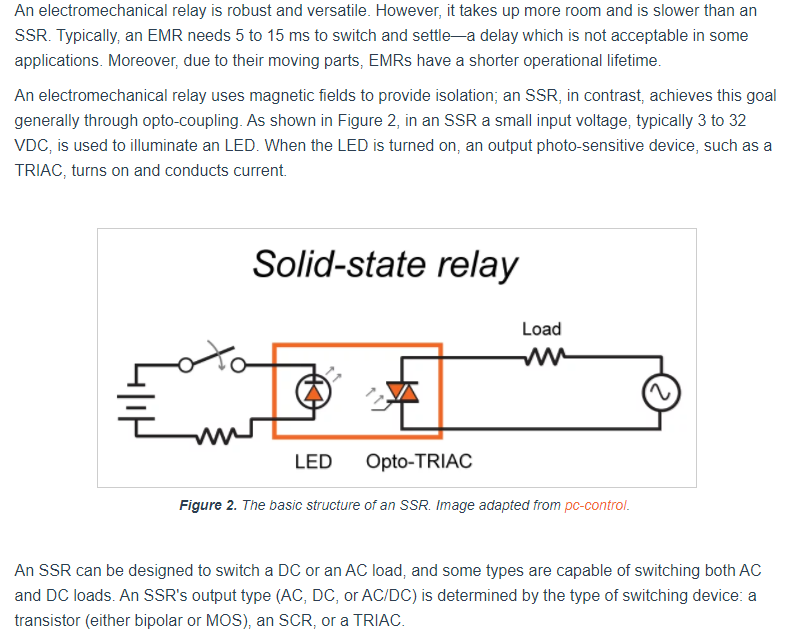 An electromechanical relay is robust and versatile. However, it takes up more room and is slower than an
SSR. Typically, an EMR needs 5 to 15 ms to switch and settle—a delay which is not acceptable in some
applications. Moreover, due to their moving parts, EMRs have a shorter operational lifetime.
An electromechanical relay uses magnetic fields to provide isolation; an SSR, in contrast, achieves this goal
generally through opto-coupling. As shown in Figure 2, in an SSR a small input voltage, typically 3 to 32
VDC, is used to illuminate an LED. When the LED is turned on, an output photo-sensitive device, such as a
TRIAC, turns on and conducts current.
Solid-state relay
Load
LED Opto-TRIAC
Figure 2. The basic structure of an SSR. Image adapted from pc-control.
An SSR can be designed to switch a DC or an AC load, and some types are capable of switching both AC
and DC loads. An SSR's output type (AC, DC, or AC/DC) is determined by the type of switching device: a
transistor (either bipolar or MOS), an SCR, or a TRIAC.